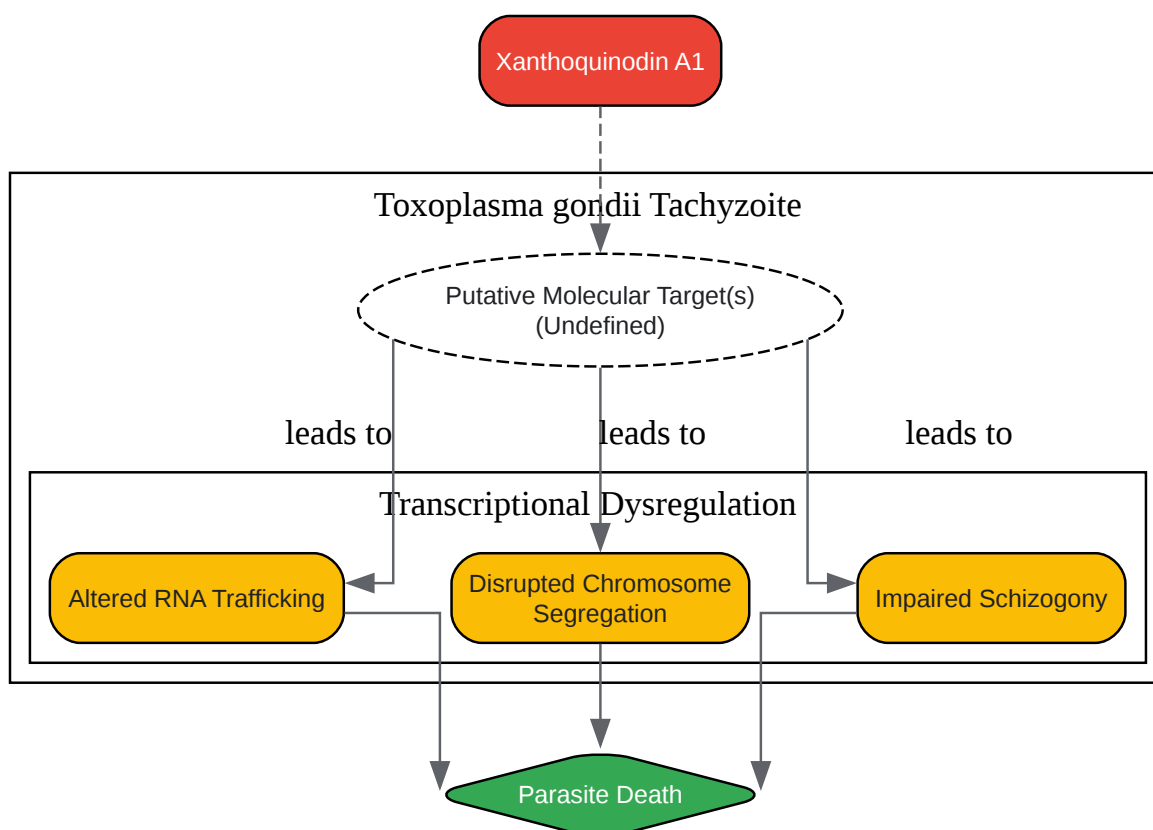 Xanthoquinodin A1
Toxoplasma gondii Tachyzoite
Putative Molecular Target(s)
(Undefined)
leads to
leads to
leads to
Transcriptional Dysregulation
Altered RNA Trafficking
Disrupted Chromosome
Segregation
Impaired Schizogony
Parasite Death